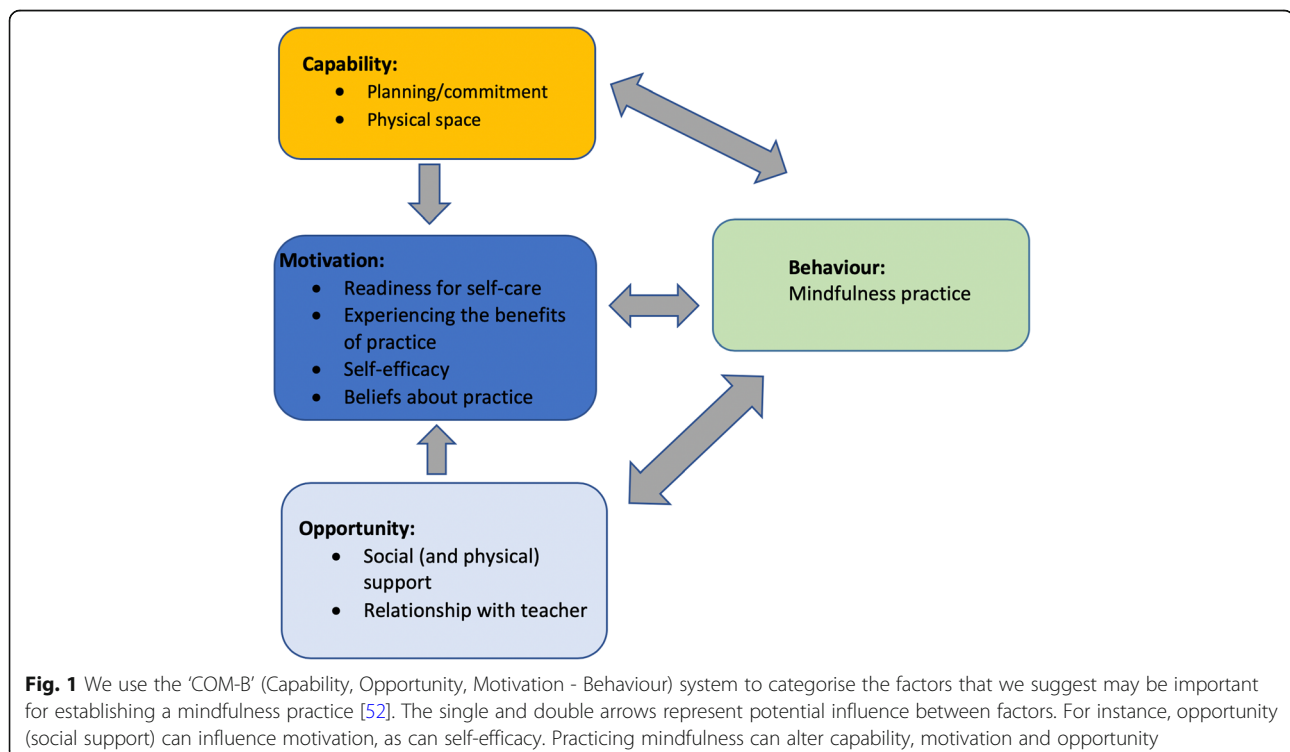 Capability:
• Planning/commitment
• Physical space
Motivation:
• Readiness for self-care
• Experiencing the benefits
of practice
• Self-efficacy
• Beliefs about practice
Behaviour:
Mindfulness practice
Opportunity:
• Social (and physical)
support
• Relationship with teacher
Fig. 1 We use the ‘COM-B’ (Capability, Opportunity, Motivation - Behaviour) system to categorise the factors that we suggest may be important
for establishing a mindfulness practice [52]. The single and double arrows represent potential influence between factors. For instance, opportunity
(social support) can influence motivation, as can self-efficacy. Practicing mindfulness can alter capability, motivation and opportunity